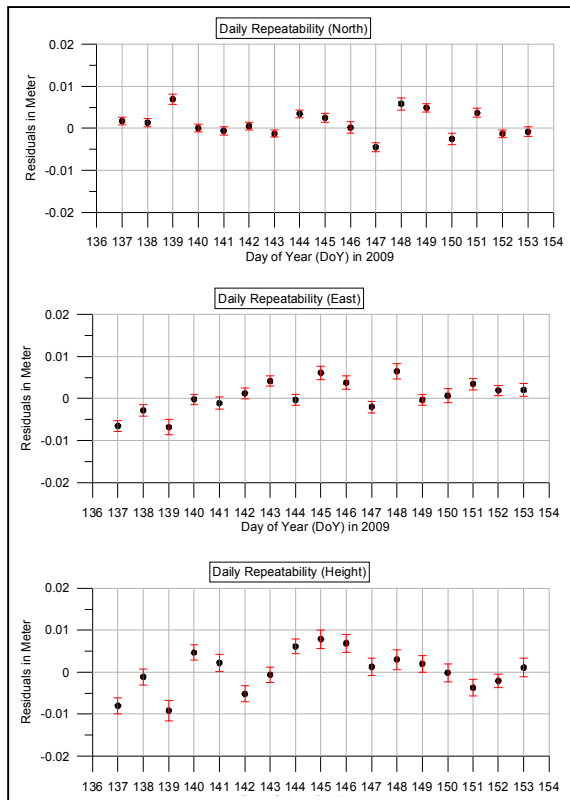 Daily Repeatability (North)
Residuals in Meter
0.02
0.01
0
-0.01
-0.02
136 137 138 139 140 141 142 143 144 145 146 147 148 149 150 151 152 153 154
Day of Year (DoY) in 2009
Daily Repeatability (East)
Residuals in Meter
0.02
0.01
0
-0.01
-0.02
136 137 138 139 140 141 142 143 144 145 146 147 148 149 150 151 152 153 154
Day of Year (DoY) in 2009
Daily Repeatability (Height)
Residuals in Meter
0.02
0.01
0
-0.01
-0.02
136 137 138 139 140 141 142 143 144 145 146 147 148 149 150 151 152 153 154